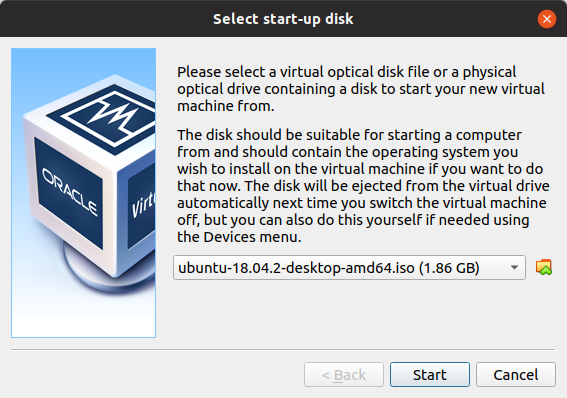 Select start-up disk
Please select a virtual optical disk file or a physical
optical drive containing a disk to start your new virtual
machine from.
The disk should be suitable for starting a computer
from and should contain the operating system you
wish to install on the virtual machine if you want to do
that now. The disk will be ejected from the virtual drive
automatically next time you switch the virtual machine
off, but you can also do this yourself if needed using
the Devices menu.
ORACLE
Virtu
ubuntu-18.04.2-desktop-amd64.iso (1.86 GB)
< Back
Start
Cancel